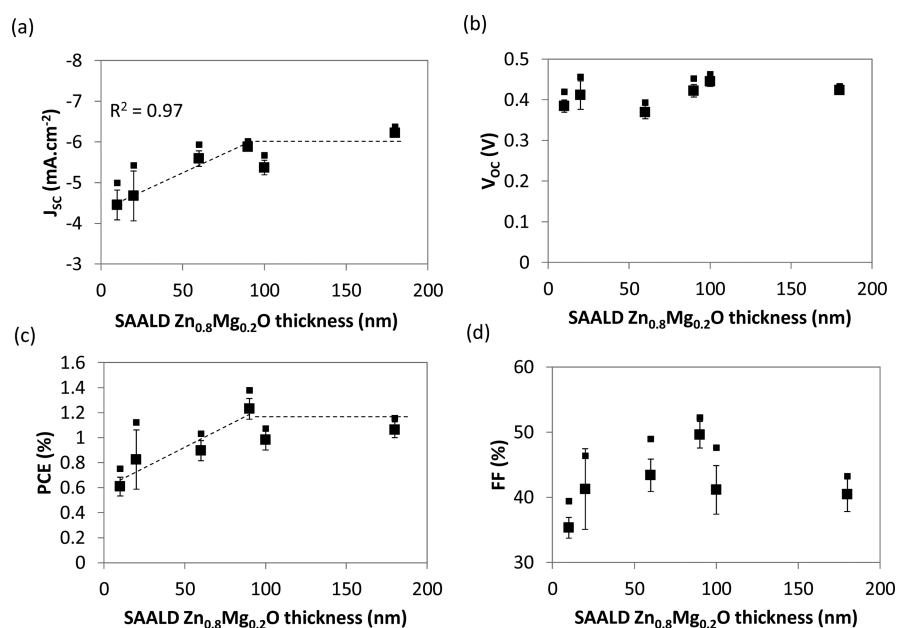 (a)
-8
-7
-6
-5
-4
-3
R² = 0.97
J_SC (mA.cm⁻²)
0 50 100 150 200
SAALD Zn₀.₈Mg₀.₂O thickness (nm)
(b)
0.5
0.4
0.3
0.2
0.1
0
V_OC (V)
0 50 100 150 200
SAALD Zn₀.₈Mg₀.₂O thickness (nm)
(c)
1.6
1.4
1.2
1
0.8
0.6
0.4
0.2
0
PCE (%)
0 50 100 150 200
SAALD Zn₀.₈Mg₀.₂O thickness (nm)
(d)
60
50
40
30
FF (%)
0 50 100 150 200
SAALD Zn₀.₈Mg₀.₂O thickness (nm)